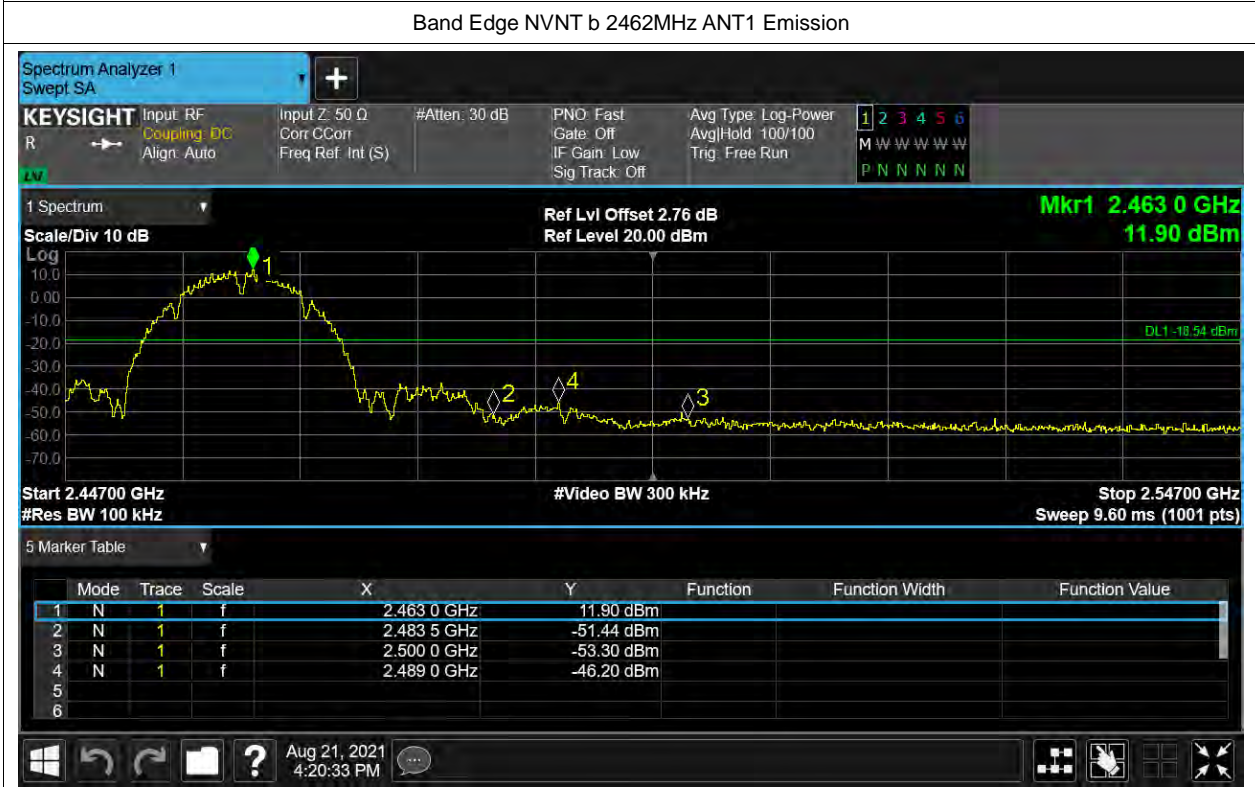 Band Edge NVNT b 2462MHz ANT1 Emission
Spectrum Analyzer 1
Swept SA
+
KEYSIGHT Input: RF Input Z: 50 Ω #Atten: 30 dB PNO: Fast Avg Type: Log-Power 1 2 3 4 5 6
R Coupling: DC Corr CCorr Gate: Off Avg|Hold: 100/100 M W W W W W
Align: Auto Freq Ref: Int (S) IF Gain: Low Trig: Free Run
Sig Track: Off P N N N N N
1 Spectrum
Ref Lvl Offset 2.76 dB Mkr1 2.463 0 GHz
Scale/Div 10 dB Ref Level 20.00 dBm 11.90 dBm
Log
10.0
0.00
-10.0
-20.0
-30.0
-40.0
-50.0
-60.0
-70.0
1
2
4
3
DL1 -18.54 dBm
Start 2.44700 GHz #Video BW 300 kHz Stop 2.54700 GHz
#Res BW 100 kHz Sweep 9.60 ms (1001 pts)
5 Marker Table
Mode Trace Scale X Y Function Function Width Function Value
1 N 1 f 2.463 0 GHz 11.90 dBm
2 N 1 f 2.483 5 GHz -51.44 dBm
3 N 1 f 2.500 0 GHz -53.30 dBm
4 N 1 f 2.489 0 GHz -46.20 dBm
5
6
? Aug 21, 2021
4:20:33 PM